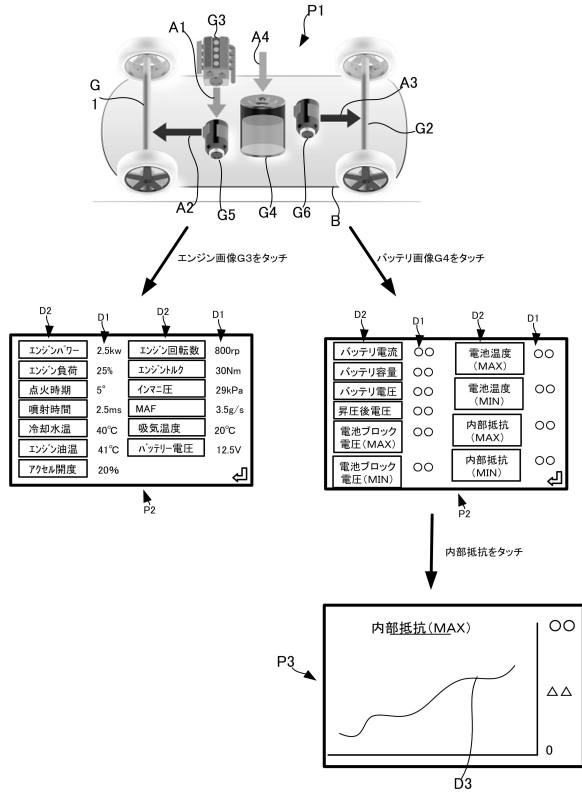 P1
A1
G3
A4
G
1
A3
G2
A2
G5
G4
G6
B
エンジン画像G3をタッチ
バッテリ画像G4をタッチ
D2
D1
D2
D1
エンジンパワー 2.5kw エンジン回転数 800rp
エンジン負荷 25% エンジントルク 30Nm
点火時期 5° インマニ圧 29kPa
噴射時間 2.5ms MAF 3.5g/s
冷却水温 40℃ 吸気温度 20℃
エンジン油温 41℃ バッテリー電圧 12.5V
アクセル開度 20%
P2
D2
D1
D2
D1
バッテリ電流 ○○
バッテリ容量 ○○
バッテリ電圧 ○○
昇圧後電圧 ○○
電池ブロック ○○
電圧(MAX)
電池ブロック ○○
電圧(MIN)
電池温度 ○○
(MAX)
電池温度 ○○
(MIN)
内部抵抗 ○○
(MAX)
内部抵抗 ○○
(MIN)
P2
内部抵抗をタッチ
P3
内部抵抗(MAX)
○○
△△
0
D3